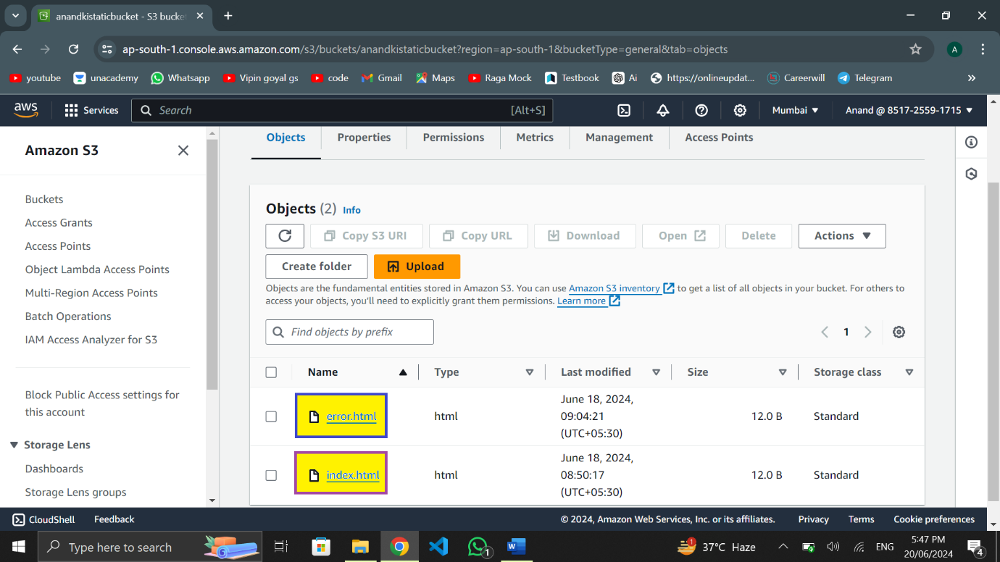 anandkistaticbucket - S3 bucke
ap-south-1.console.aws.amazon.com/s3/buckets/anandkistaticbucket?region=ap-south-1&bucketType=general&tab=objects
A
youtube unacademy Whatsapp Vipin goyal gs code Gmail Maps Raga Mock Testbook Ai https://onlineupdat... Careerwill Telegram »
aws Services Search [Alt+S] Mumbai Anand @ 8517-2559-1715
Amazon S3
Buckets
Access Grants
Access Points
Object Lambda Access Points
Multi-Region Access Points
Batch Operations
IAM Access Analyzer for S3
Block Public Access settings for
this account
Storage Lens
Dashboards
Storage Lens groups
Objects Properties Permissions Metrics Management Access Points
Objects (2) Info
Copy S3 URI Copy URL Download Open Delete Actions
Create folder Upload
Objects are the fundamental entities stored in Amazon S3. You can use Amazon S3 inventory to get a list of all objects in your bucket. For others to
access your objects, you'll need to explicitly grant them permissions. Learn more
Find objects by prefix 1
Name Type Last modified Size Storage class
error.html html June 18, 2024, 09:04:21 (UTC+05:30) 12.0 B Standard
index.html html June 18, 2024, 08:50:17 (UTC+05:30) 12.0 B Standard
CloudShell Feedback © 2024, Amazon Web Services, Inc. or its affiliates. Privacy Terms Cookie preferences
Type here to search 1 1 37°C Haze ENG 5:47 PM
20/06/2024 4